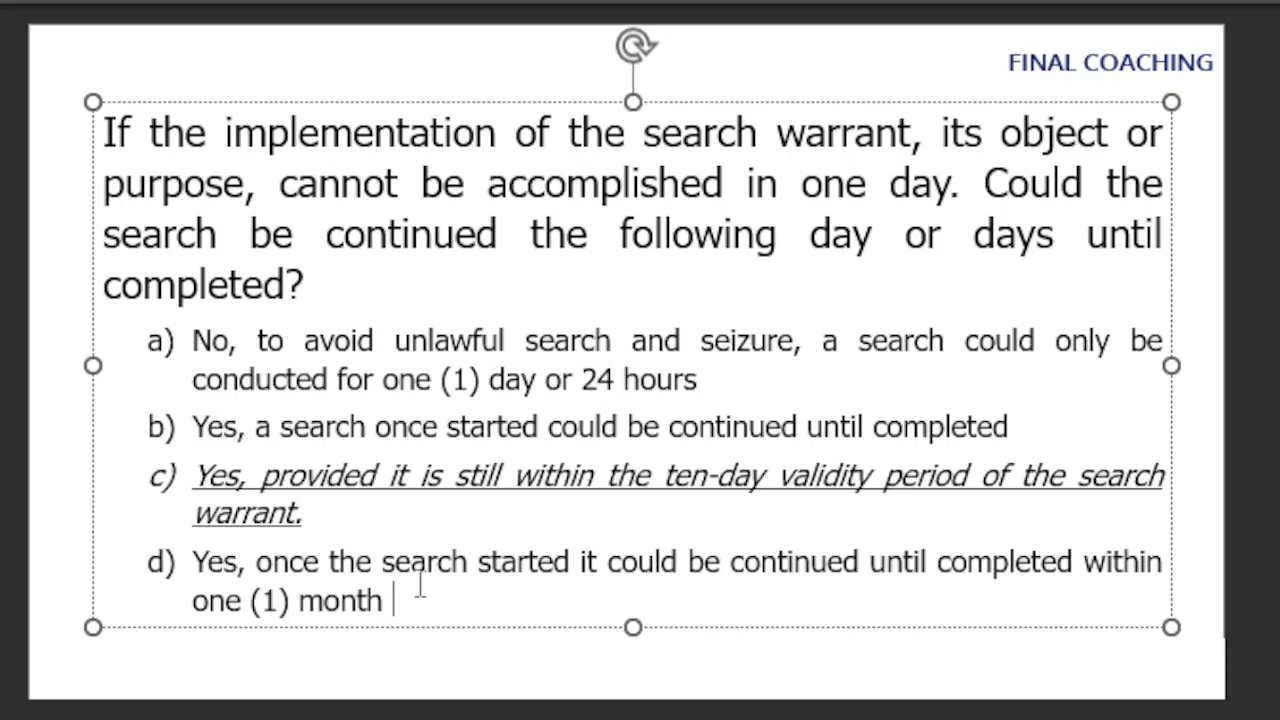 FINAL COACHING
If the implementation of the search warrant, its object or
purpose, cannot be accomplished in one day. Could the
search be continued the following day or days until
completed?
a) No, to avoid unlawful search and seizure, a search could only be
conducted for one (1) day or 24 hours
b) Yes, a search once started could be continued until completed
c) Yes, provided it is still within the ten-day validity period of the search
warrant.
d) Yes, once the search started it could be continued until completed within
one (1) month